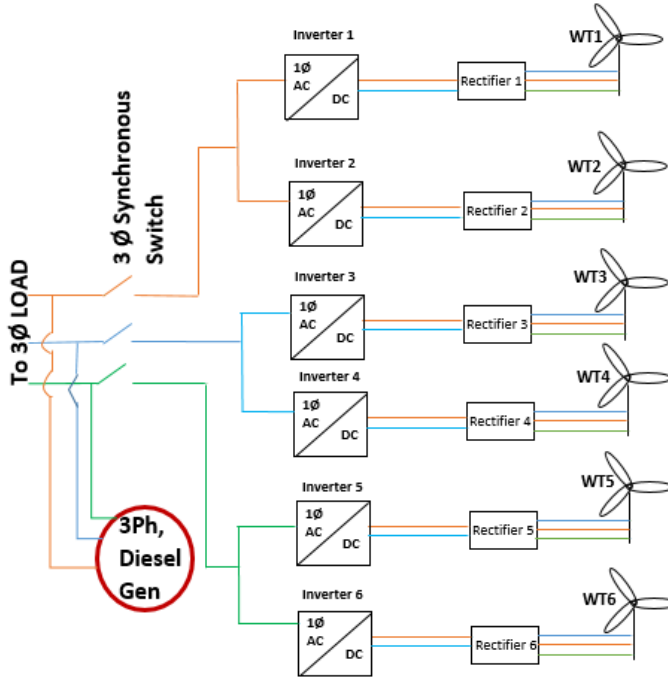 Inverter 1
1Ø
AC
DC
Rectifier 1
WT1
Inverter 2
1Ø
AC
DC
Rectifier 2
WT2
3 Ø Synchronous
Switch
Inverter 3
1Ø
AC
DC
Rectifier 3
WT3
To 3Ø LOAD
Inverter 4
1Ø
AC
DC
Rectifier 4
WT4
Inverter 5
1Ø
AC
DC
Rectifier 5
WT5
3Ph,
Diesel
Gen
Inverter 6
1Ø
AC
DC
Rectifier 6
WT6